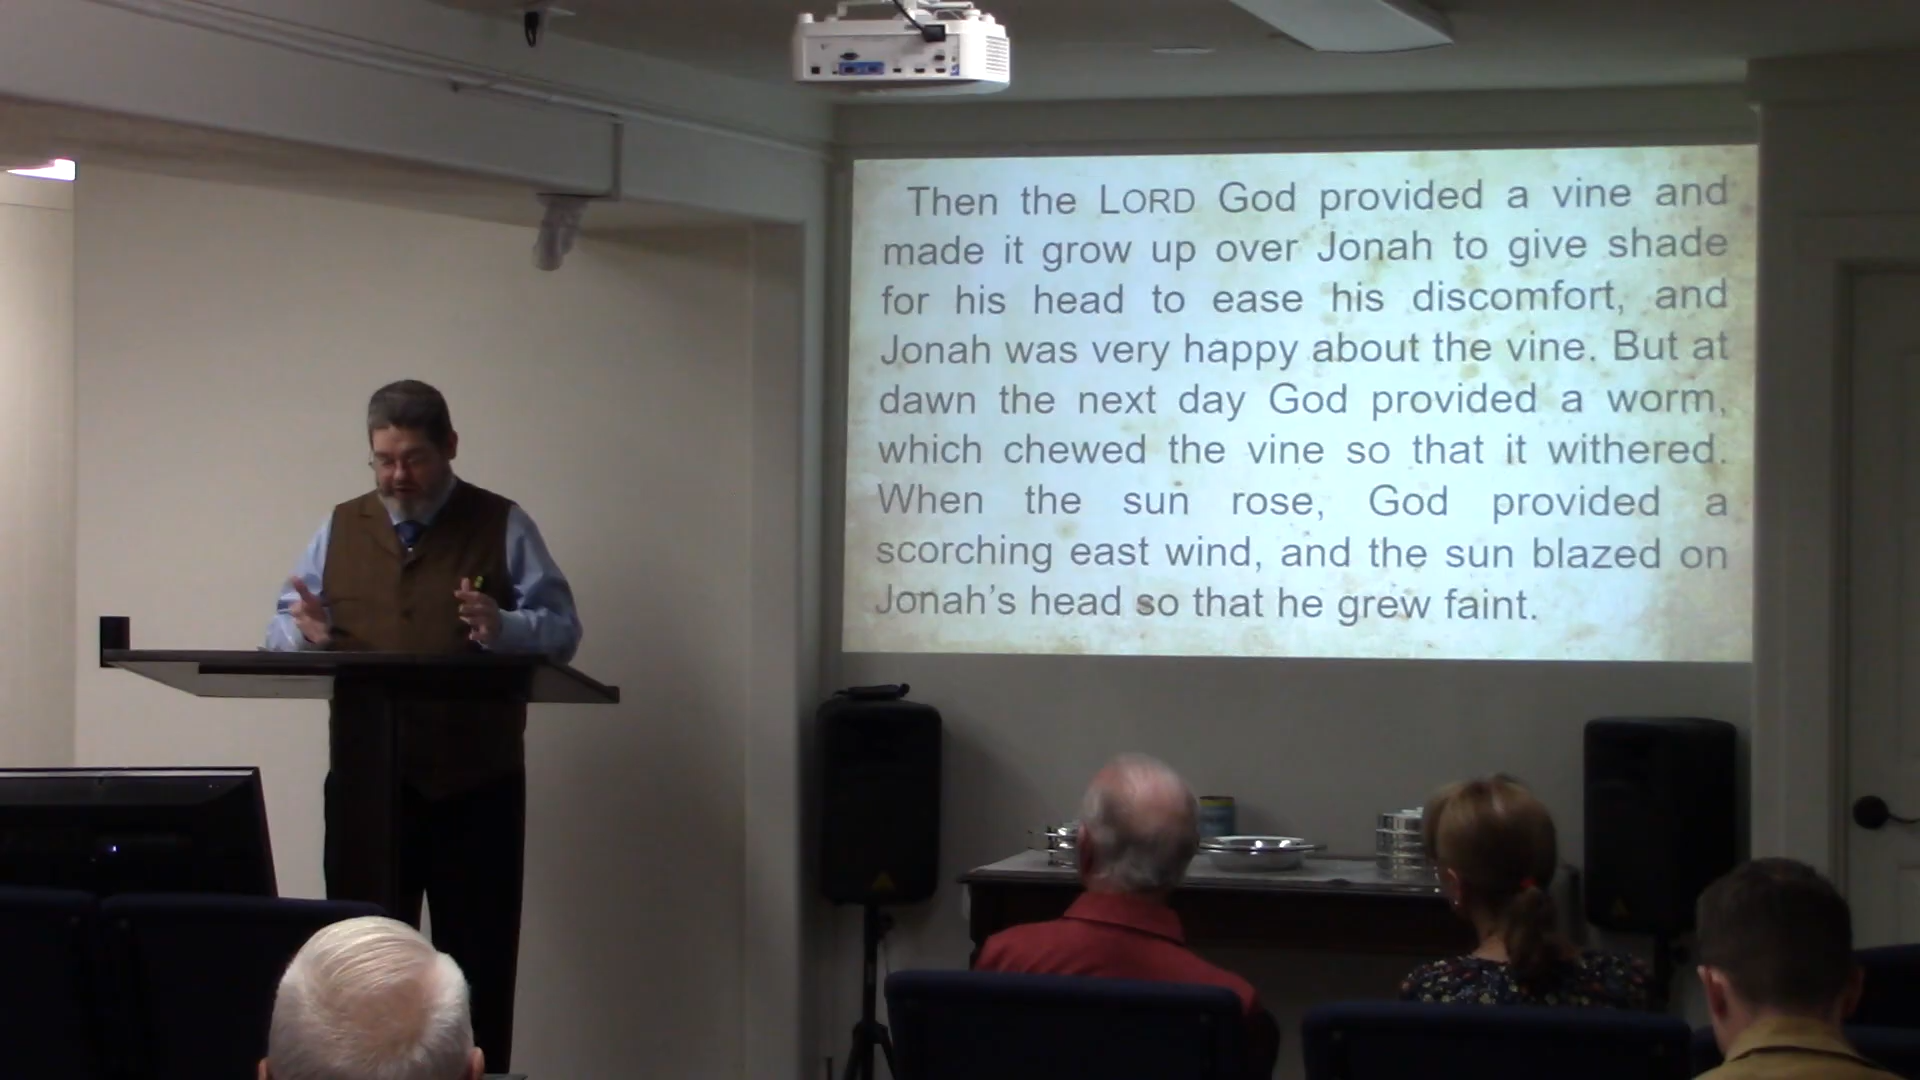 Then the LORD God provided a vine and
made it grow up over Jonah to give shade
for his head to ease his discomfort, and
Jonah was very happy about the vine. But at
dawn the next day God provided a worm,
which chewed the vine so that it withered.
When the sun rose, God provided a
scorching east wind, and the sun blazed on
Jonah’s head so that he grew faint.